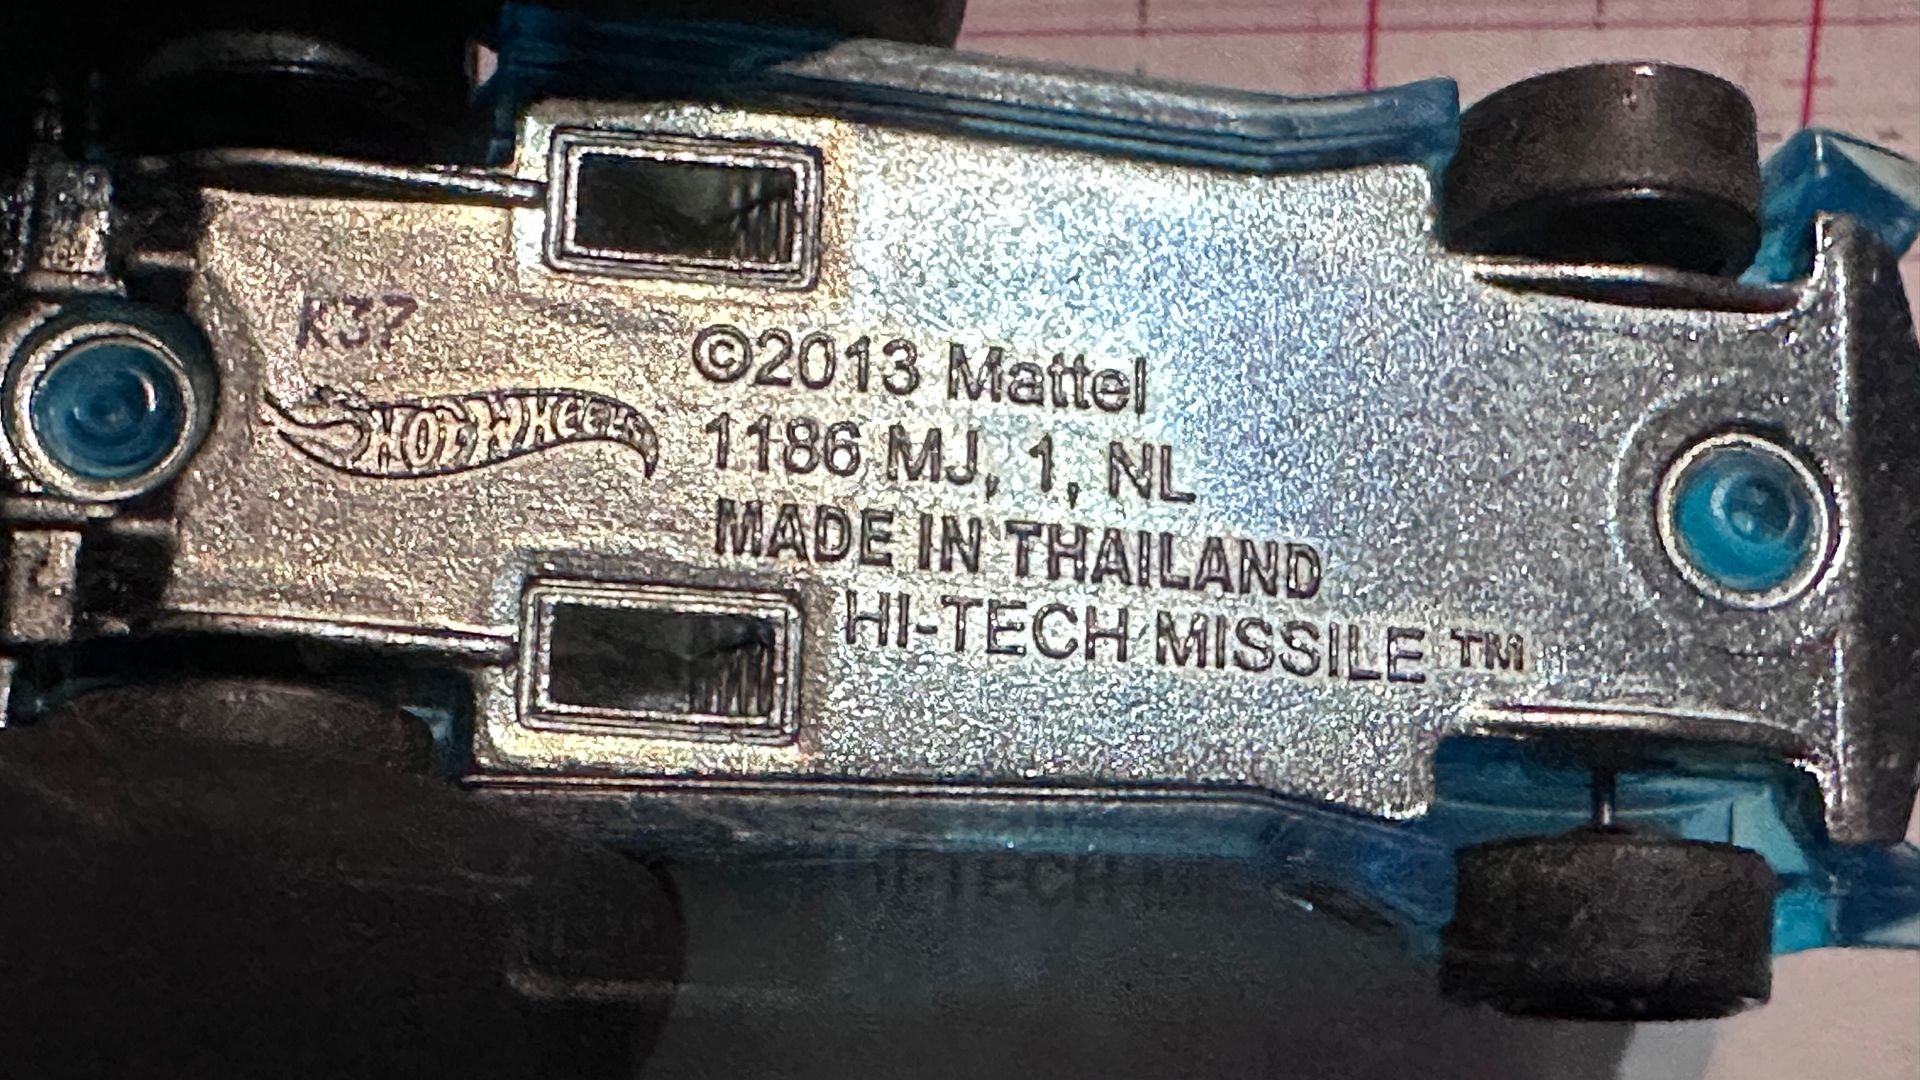 K37
HOT WHEELS
©2013 Mattel
1186 MJ, 1, NL
MADE IN THAILAND
HI-TECH MISSILE ™